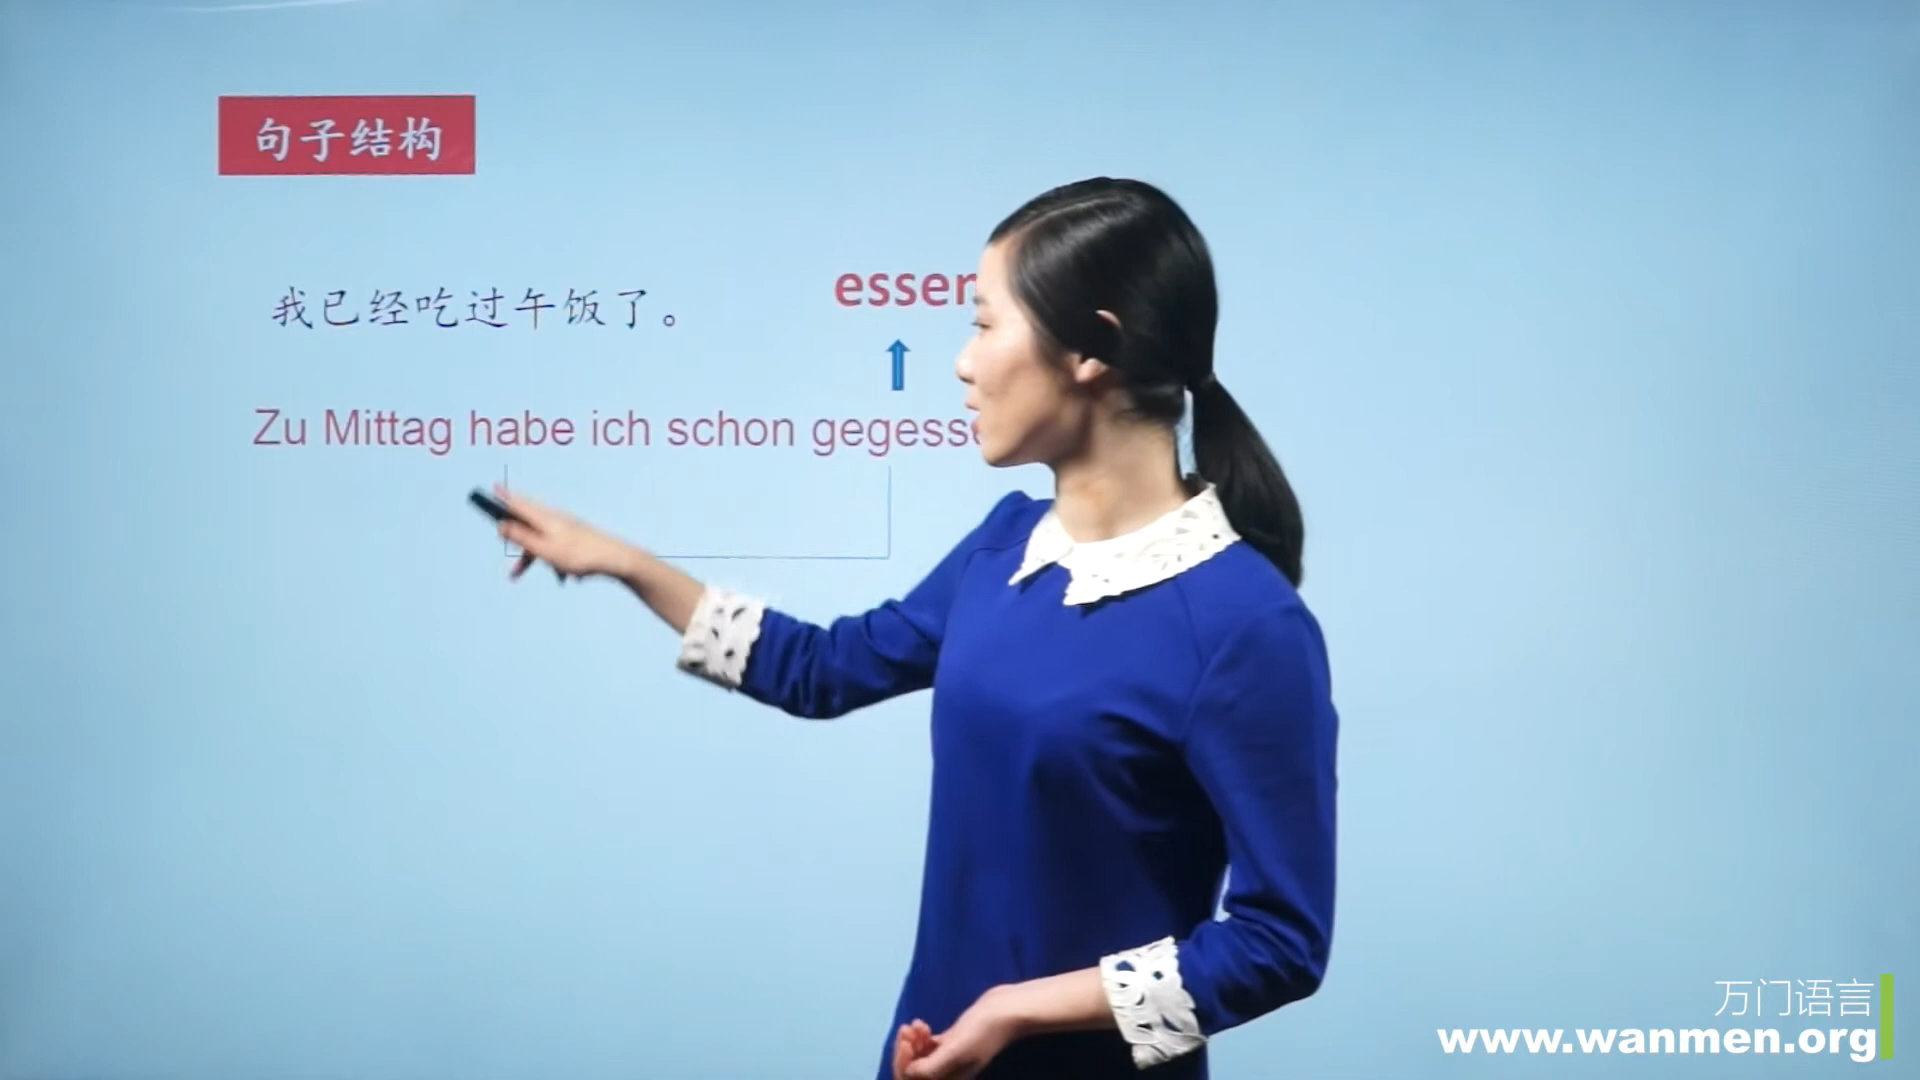 句子结构
我已经吃过午饭了。
essen
Zu Mittag habe ich schon
万门语言
www.wanmen.org